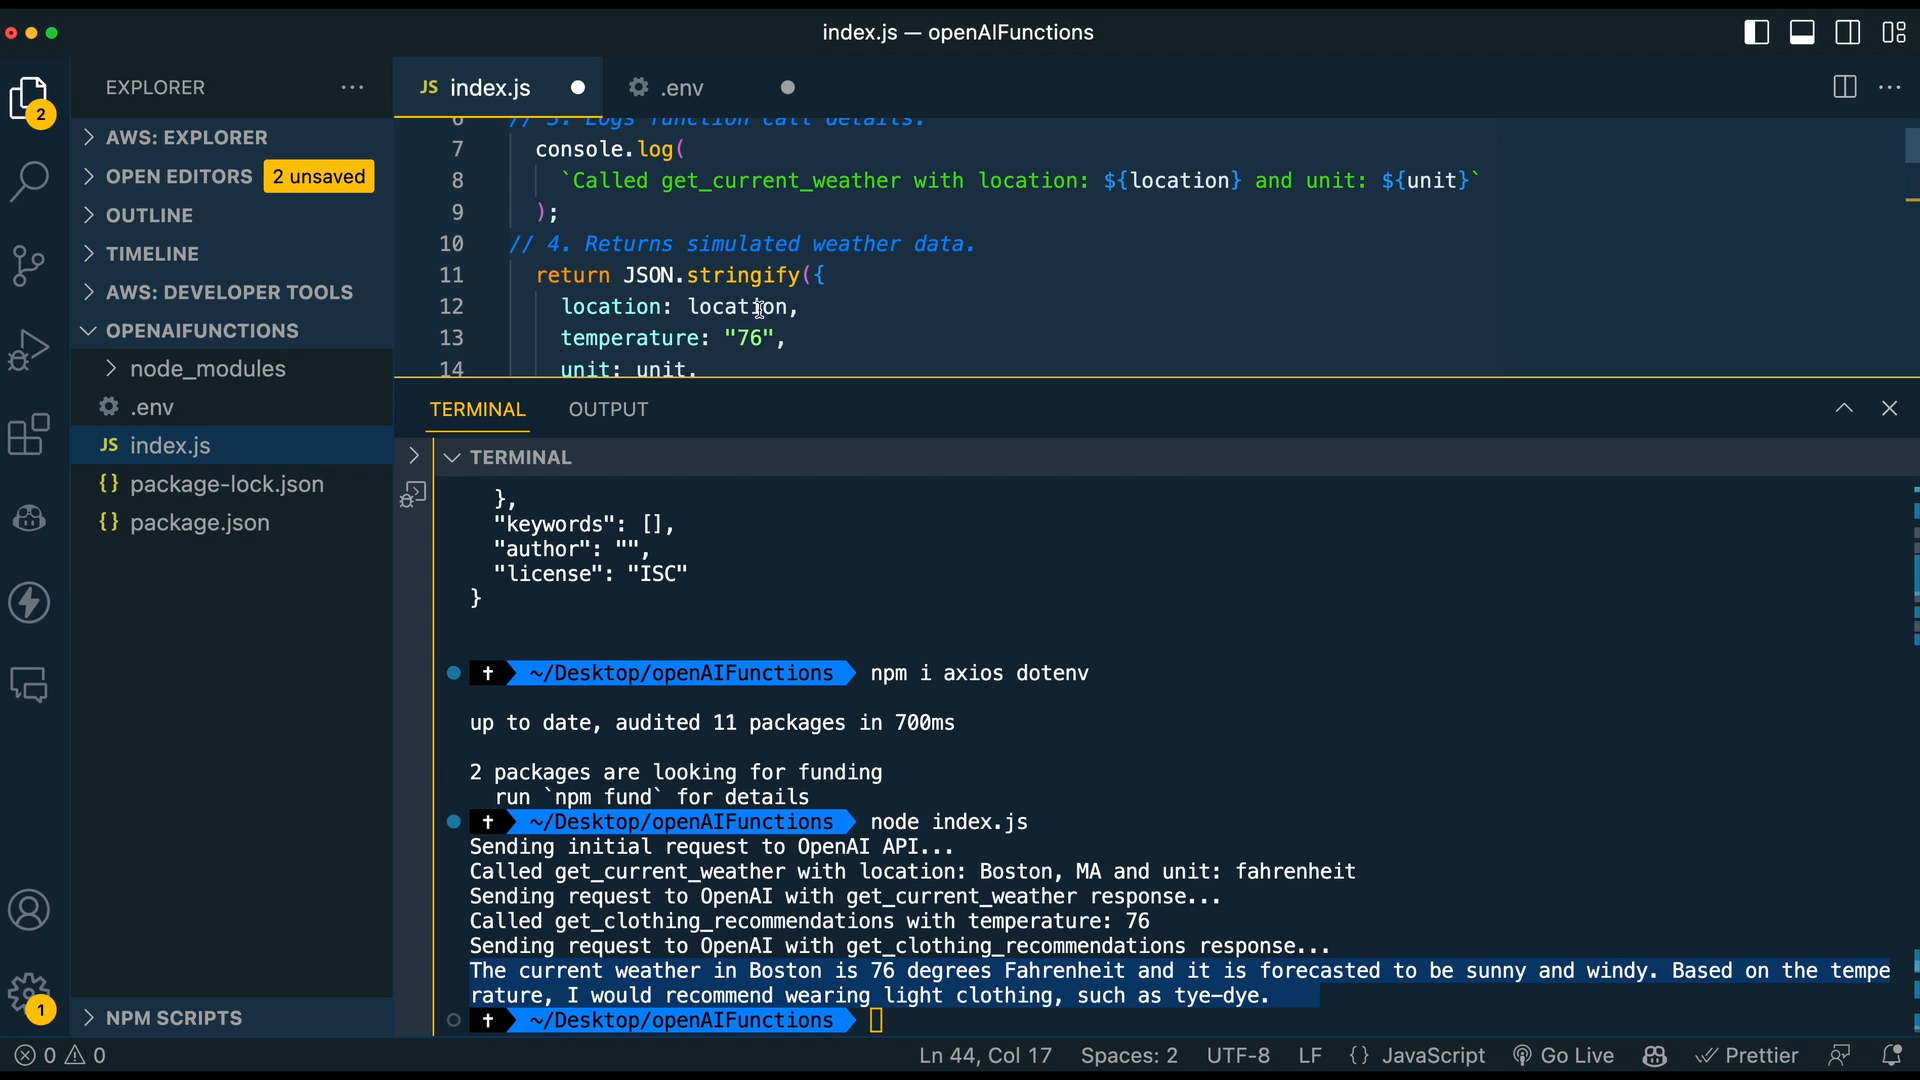 index.js — openAIFunctions
EXPLORER
2
AWS: EXPLORER
OPEN EDITORS 2 unsaved
OUTLINE
TIMELINE
AWS: DEVELOPER TOOLS
OPENAIFUNCTIONS
node_modules
.env
JS index.js
{} package-lock.json
{} package.json
NPM SCRIPTS
1
JS index.js
.env
6 // 3. Logs function call details.
7 console.log(
8 `Called get_current_weather with location: ${location} and unit: ${unit}`
9 );
10 // 4. Returns simulated weather data.
11 return JSON.stringify({
12 location: location,
13 temperature: "76",
14 unit: unit,
TERMINAL OUTPUT
TERMINAL
},
"keywords": [],
"author": "",
"license": "ISC"
}
~/Desktop/openAIFunctions npm i axios dotenv
up to date, audited 11 packages in 700ms
2 packages are looking for funding
run `npm fund` for details
~/Desktop/openAIFunctions node index.js
Sending initial request to OpenAI API...
Called get_current_weather with location: Boston, MA and unit: fahrenheit
Sending request to OpenAI with get_current_weather response...
Called get_clothing_recommendations with temperature: 76
Sending request to OpenAI with get_clothing_recommendations response...
The current weather in Boston is 76 degrees Fahrenheit and it is forecasted to be sunny and windy. Based on the tempe
rature, I would recommend wearing light clothing, such as tye-dye.
~/Desktop/openAIFunctions
0 0 Ln 44, Col 17 Spaces: 2 UTF-8 LF {} JavaScript Go Live Prettier